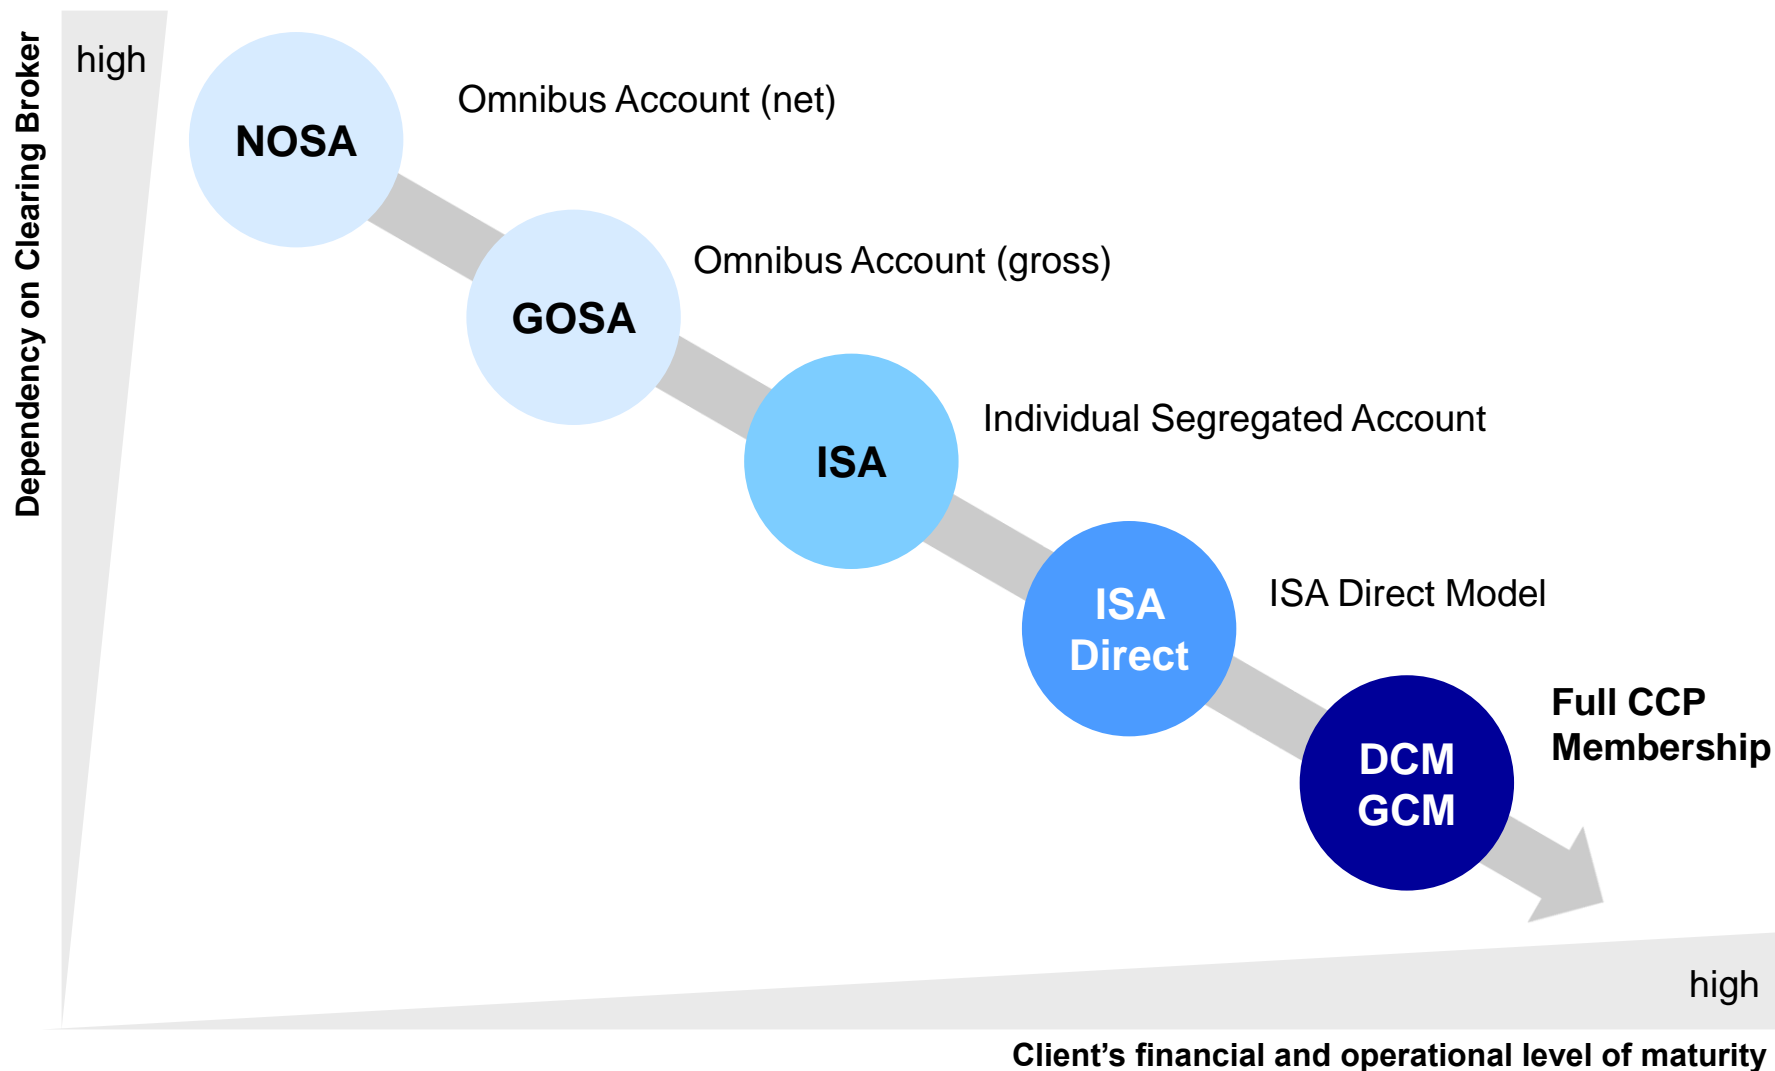 Dependency on Clearing Broker
high
NOSA
Omnibus Account (net)
GOSA
Omnibus Account (gross)
ISA
Individual Segregated Account
ISA
Direct
ISA Direct Model
DCM
GCM
Full CCP
Membership
high
Client’s financial and operational level of maturity